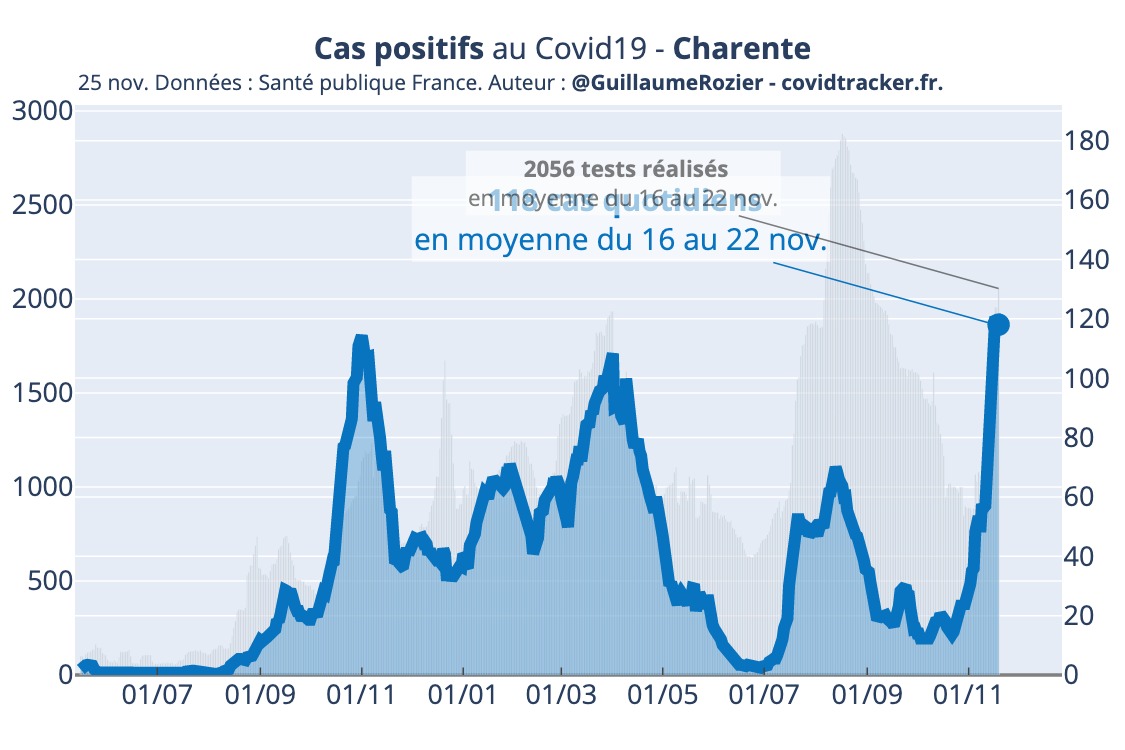 Cas positifs au Covid19 - Charente
25 nov. Données : Santé publique France. Auteur : @GuillaumeRozier - covidtracker.fr.
3000
2500
2000
1500
1000
500
0
180
160
140
120
100
80
60
40
20
0
2056 tests réalisés
en moyenne du 16 au 22 nov.
118 cas quotidiens
en moyenne du 16 au 22 nov.
01/07 01/09 01/11 01/01 01/03 01/05 01/07 01/09 01/11